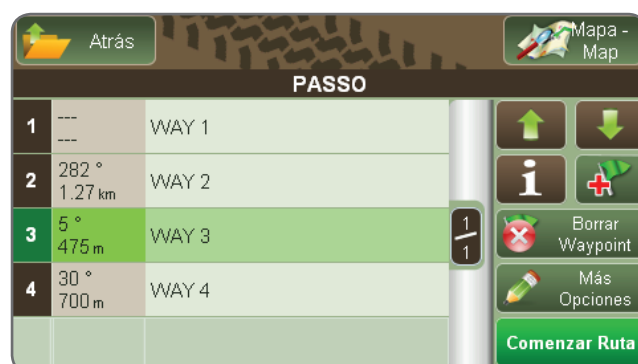 Atrás
Mapa -
Map
PASSO
1
---
---
WAY 1
2
282 °
1.27 km
WAY 2
3
5 °
475 m
WAY 3
4
30 °
700 m
WAY 4
1
1
i
Borrar
Waypoint
Más
Opciones
Comenzar Ruta